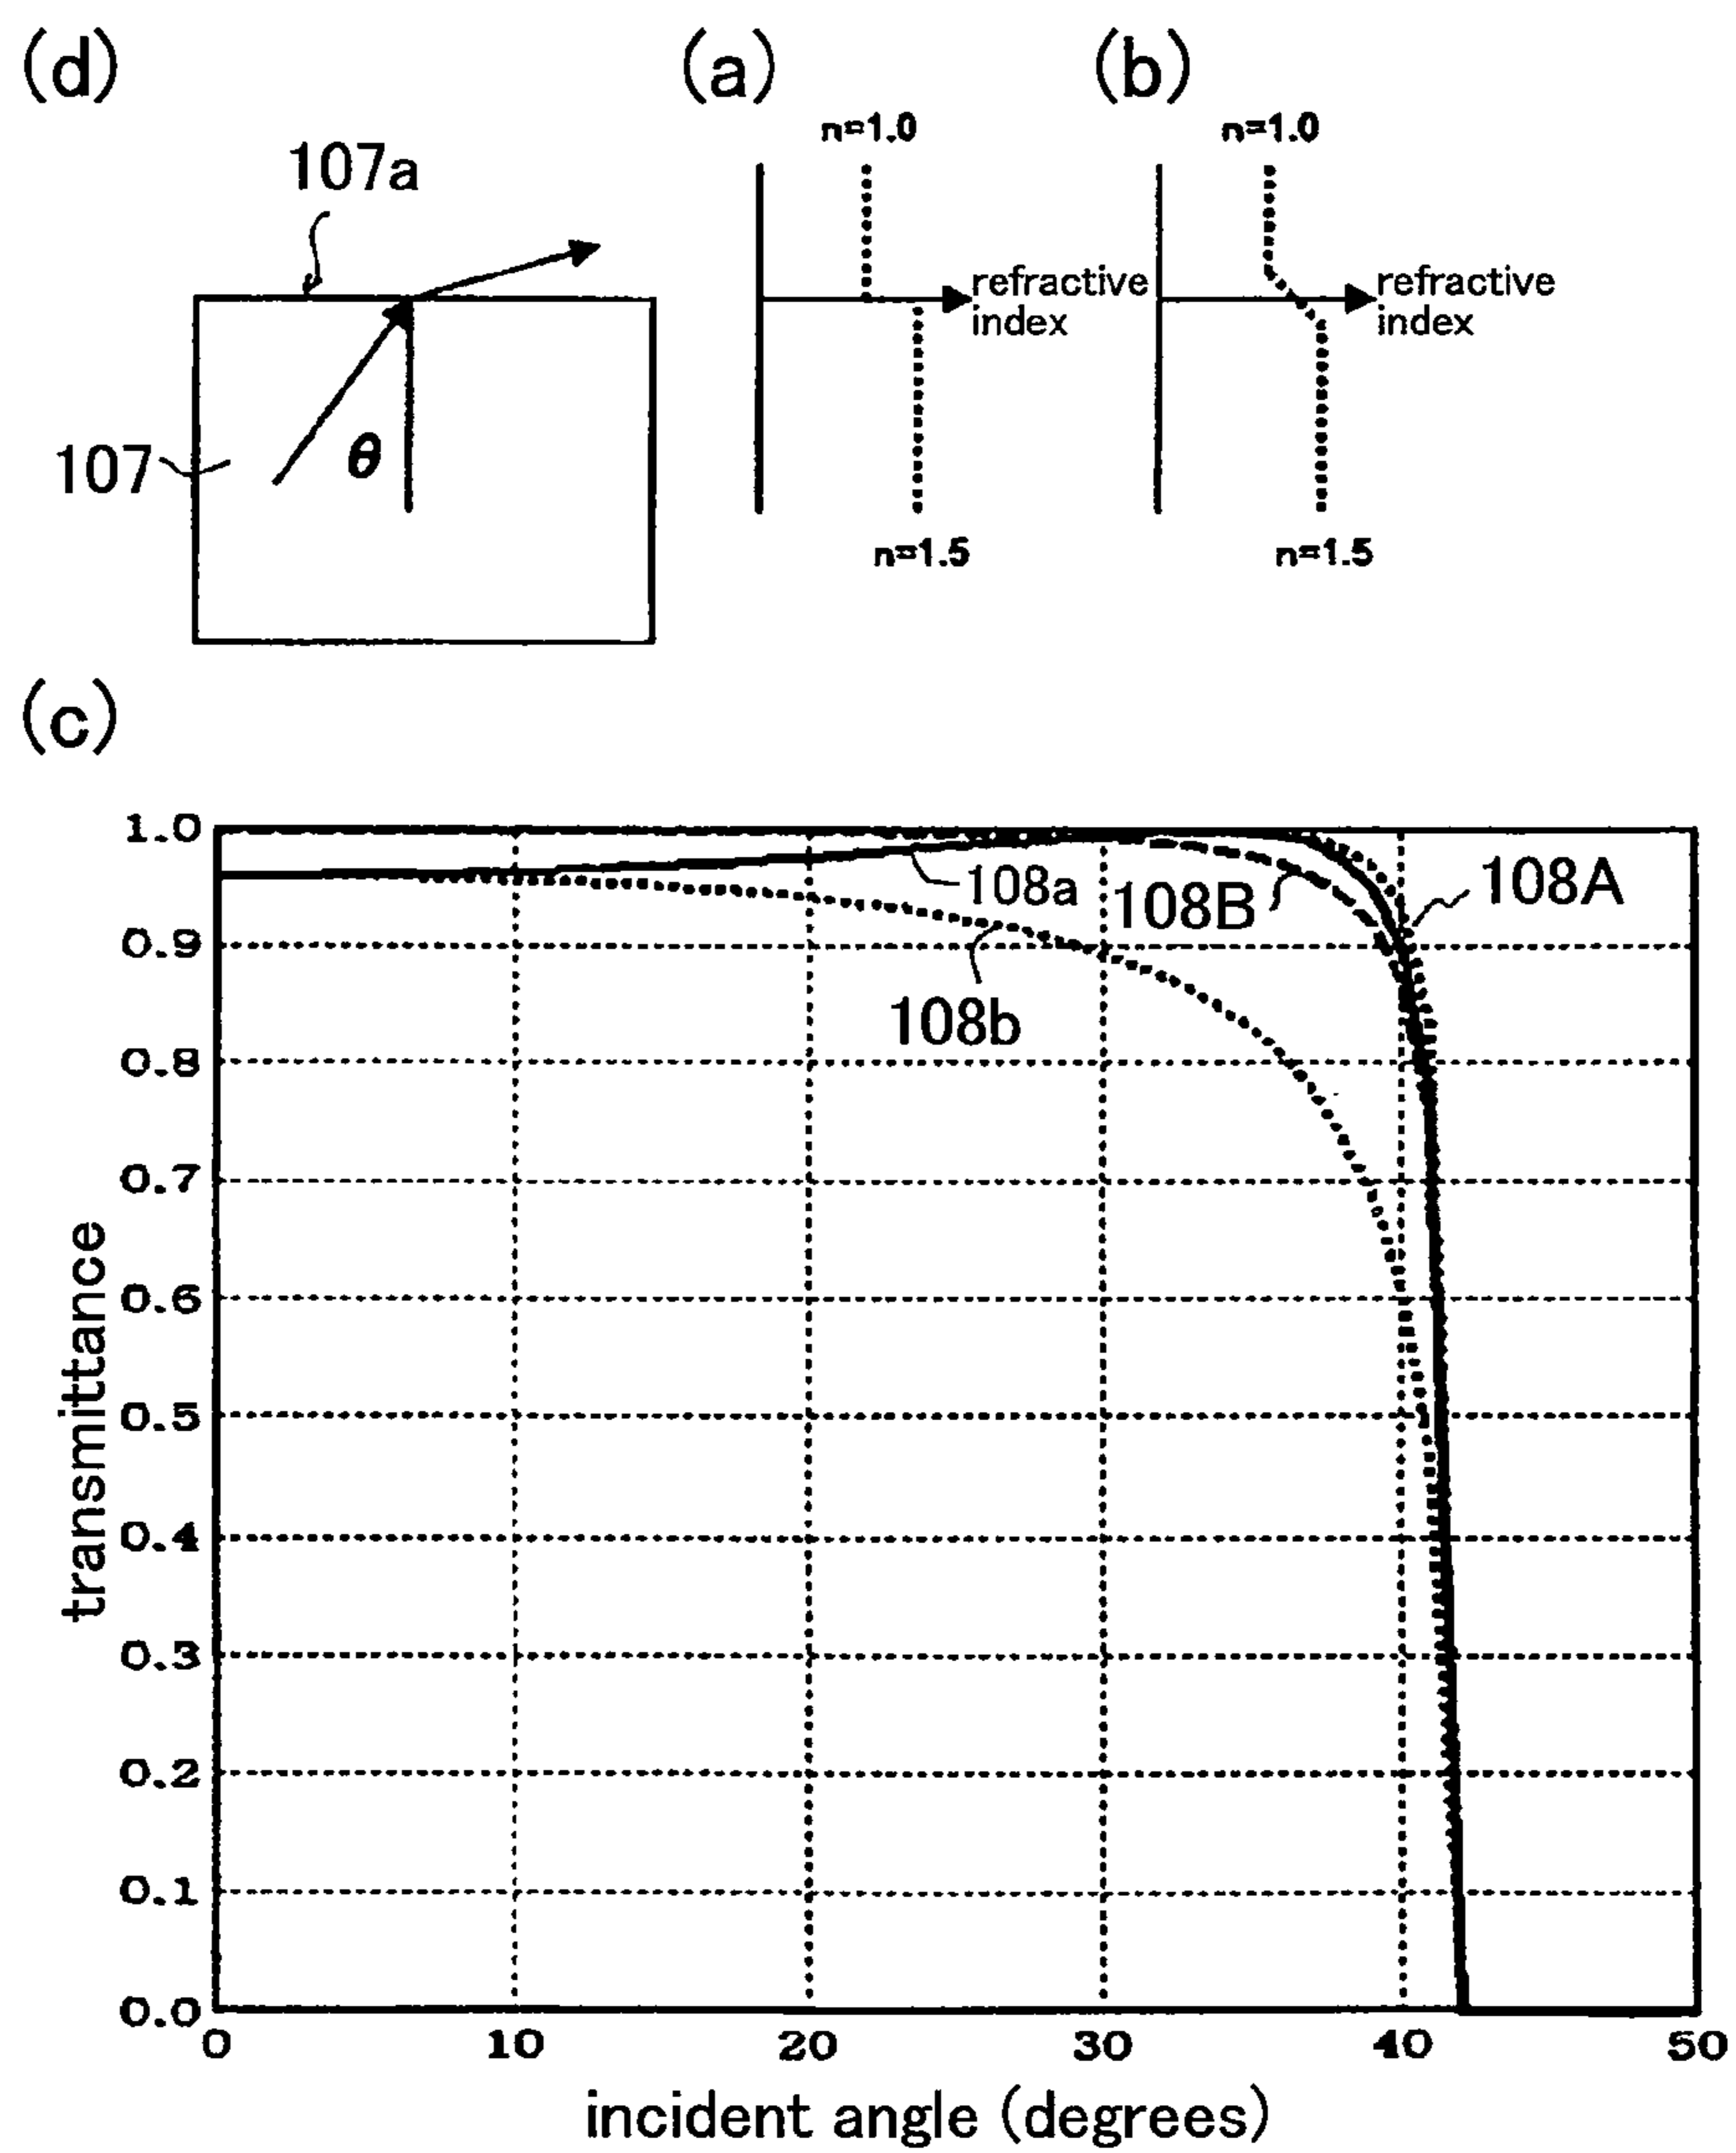 (d)
(a)
(b)
107a
n=1.0
n=1.0
refractive
index
refractive
index
107
θ
n=1.5
n=1.5
(c)
1.0
0.9
0.8
0.7
0.6
0.5
0.4
0.3
0.2
0.1
0.0
transmittance
108a
108B
108A
108b
0
10
20
30
40
50
incident angle (degrees)